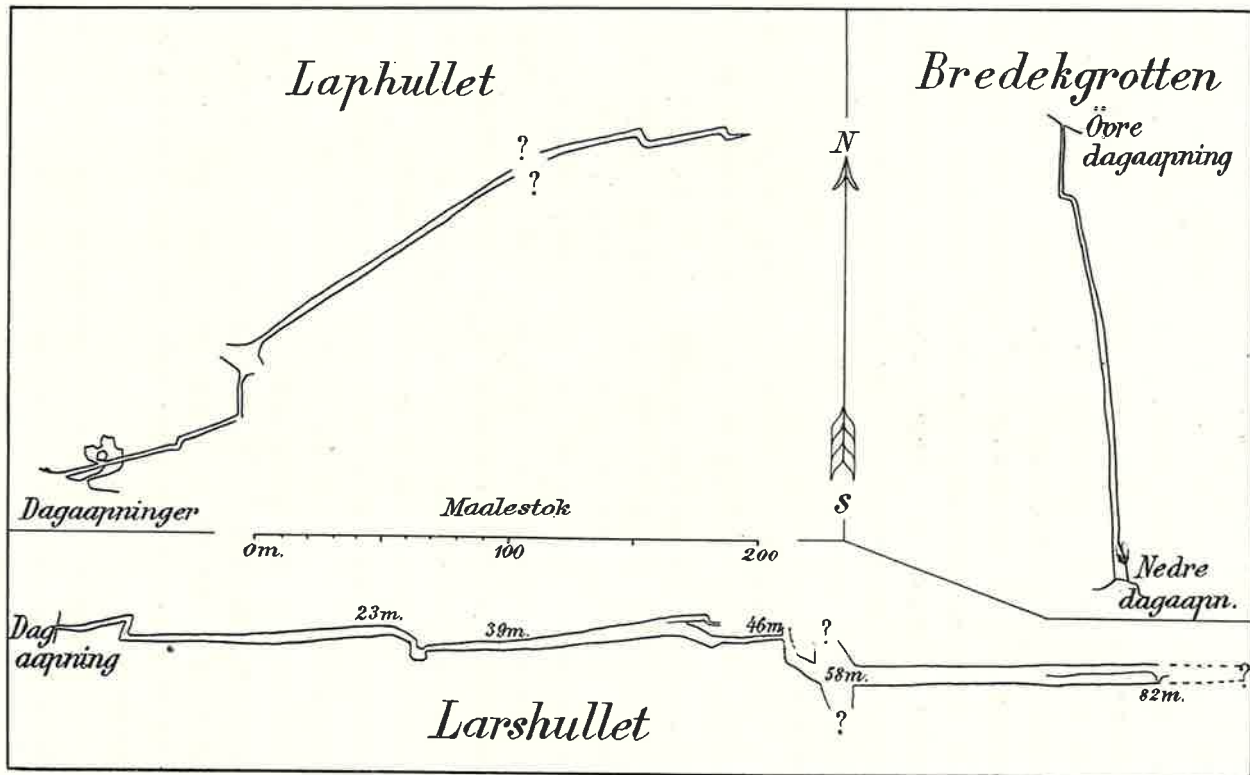 Laphullet
Bredekgrotten
Övre
dagaapning
?
?
N
S
Dagaapninger
Maalestok
0m.
100
200
Nedre
dagaapn.
Dag
aapning
23m.
39m.
46m
?
58m.
?
82m.
?
Larshullet